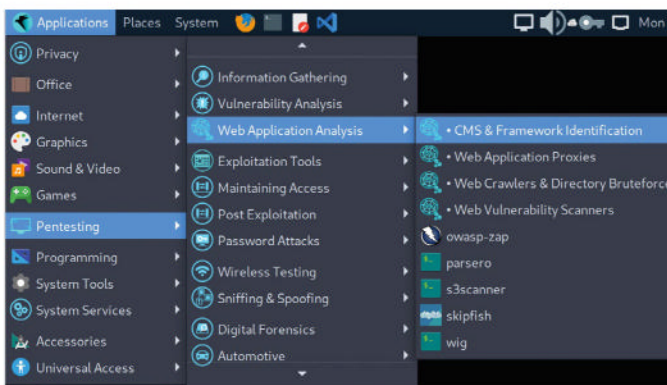 Applications Places System Mon
Privacy
Office
Internet
Graphics
Sound & Video
Games
Pentesting
Programming
System Tools
System Services
Accessories
Universal Access
Information Gathering
Vulnerability Analysis
Web Application Analysis
Exploitation Tools
Maintaining Access
Post Exploitation
Password Attacks
Wireless Testing
Sniffing & Spoofing
Digital Forensics
Automotive
• CMS & Framework Identification
• Web Application Proxies
• Web Crawlers & Directory Bruteforce
• Web Vulnerability Scanners
owasp-zap
parsero
s3scanner
skipfish
wig